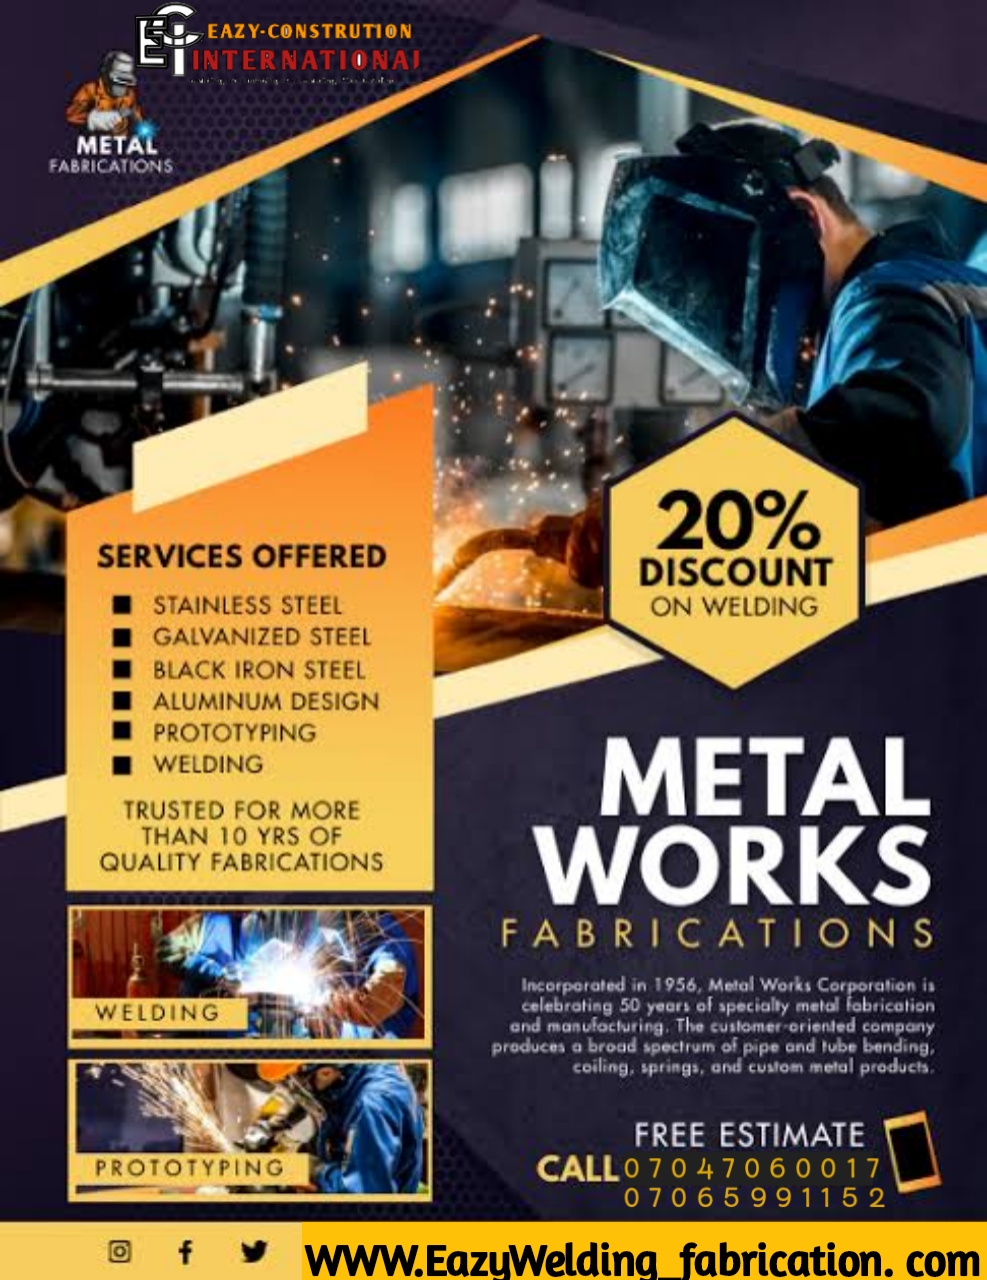 EAZY-CONSTRUTION
INTERNATIONAL
METAL
FABRICATIONS
20%
DISCOUNT
ON WELDING
SERVICES OFFERED
STAINLESS STEEL
GALVANIZED STEEL
BLACK IRON STEEL
ALUMINUM DESIGN
PROTOTYPING
WELDING
TRUSTED FOR MORE
THAN 10 YRS OF
QUALITY FABRICATIONS
WELDING
PROTOTYPING
METAL
WORKS
FABRICATIONS
Incorporated in 1956, Metal Works Corporation is
celebrating 50 years of specialty metal fabrication
and manufacturing. The customer-oriented company
produces a broad spectrum of pipe and tube bending,
coiling, springs, and custom metal products.
FREE ESTIMATE
CALL 07047060017
07065991152
WWW.EazyWelding_fabrication. com